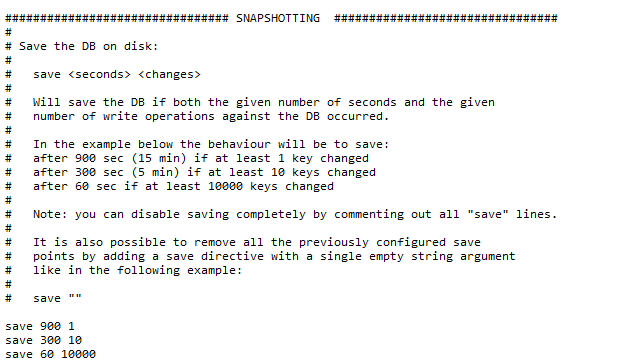 ################################ SNAPSHOTTING  ################################
#
# Save the DB on disk:
#
#   save <seconds> <changes>
#
#   Will save the DB if both the given number of seconds and the given
#   number of write operations against the DB occurred.
#
#   In the example below the behaviour will be to save:
#   after 900 sec (15 min) if at least 1 key changed
#   after 300 sec (5 min) if at least 10 keys changed
#   after 60 sec if at least 10000 keys changed
#
#   Note: you can disable saving completely by commenting out all "save" lines.
#
#   It is also possible to remove all the previously configured save
#   points by adding a save directive with a single empty string argument
#   like in the following example:
#
#   save ""

save 900 1
save 300 10
save 60 10000